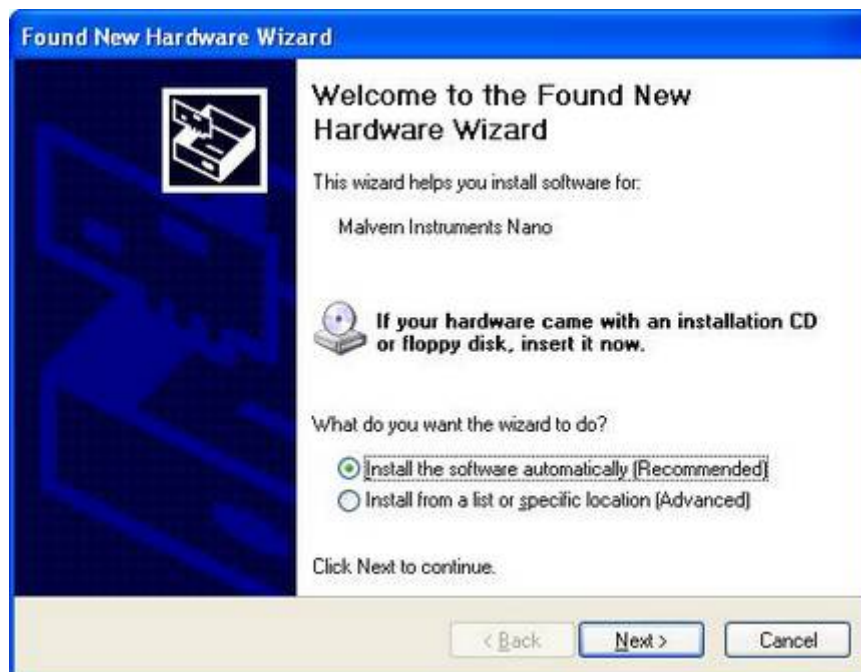 Found New Hardware Wizard
Welcome to the Found New
Hardware Wizard
This wizard helps you install software for:
Malvern Instruments Nano
If your hardware came with an installation CD
or floppy disk, insert it now.
What do you want the wizard to do?
Install the software automatically (Recommended)
Install from a list or specific location (Advanced)
Click Next to continue.
< Back
Next >
Cancel